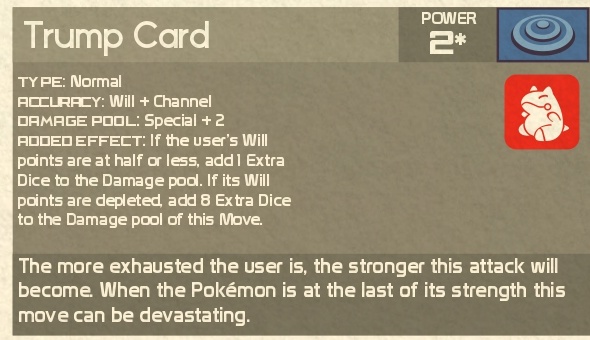 Trump Card
POWER
2*
TYPE: Normal
ACCURACY: Will + Channel
DAMAGE POOL: Special + 2
ADDED EFFECT: If the user's Will
points are at half or less, add 1 Extra
Dice to the Damage pool. If its Will
points are depleted, add 8 Extra Dice
to the Damage pool of this Move.
The more exhausted the user is, the stronger this attack will
become. When the Pokémon is at the last of its strength this
move can be devastating.